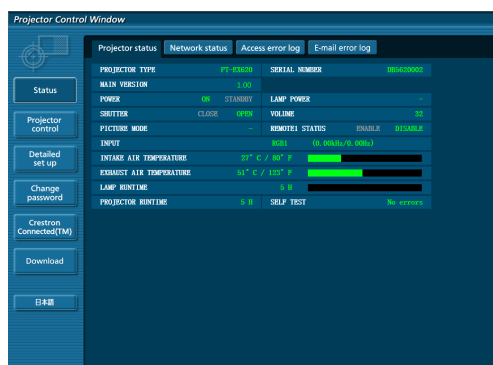 Projector Control Window
Projector status Network status Access error log E-mail error log
PROJECTOR TYPE PT-EX620 SERIAL NUMBER DB5620002
MAIN VERSION 1.00
POWER ON STANDBY LAMP POWER -
SHUTTER CLOSE OPEN VOLUME 32
PICTURE MODE - REMOTE1 STATUS ENABLE DISABLE
INPUT RGB1 (0.00kHz/0.00Hz)
INTAKE AIR TEMPERATURE 27° C / 80° F
EXHAUST AIR TEMPERATURE 51° C / 123° F
LAMP RUNTIME 5 H
PROJECTOR RUNTIME 5 H SELF TEST No errors
Status
Projector
control
Detailed
set up
Change
password
Crestron
Connected(TM)
Download
日本語